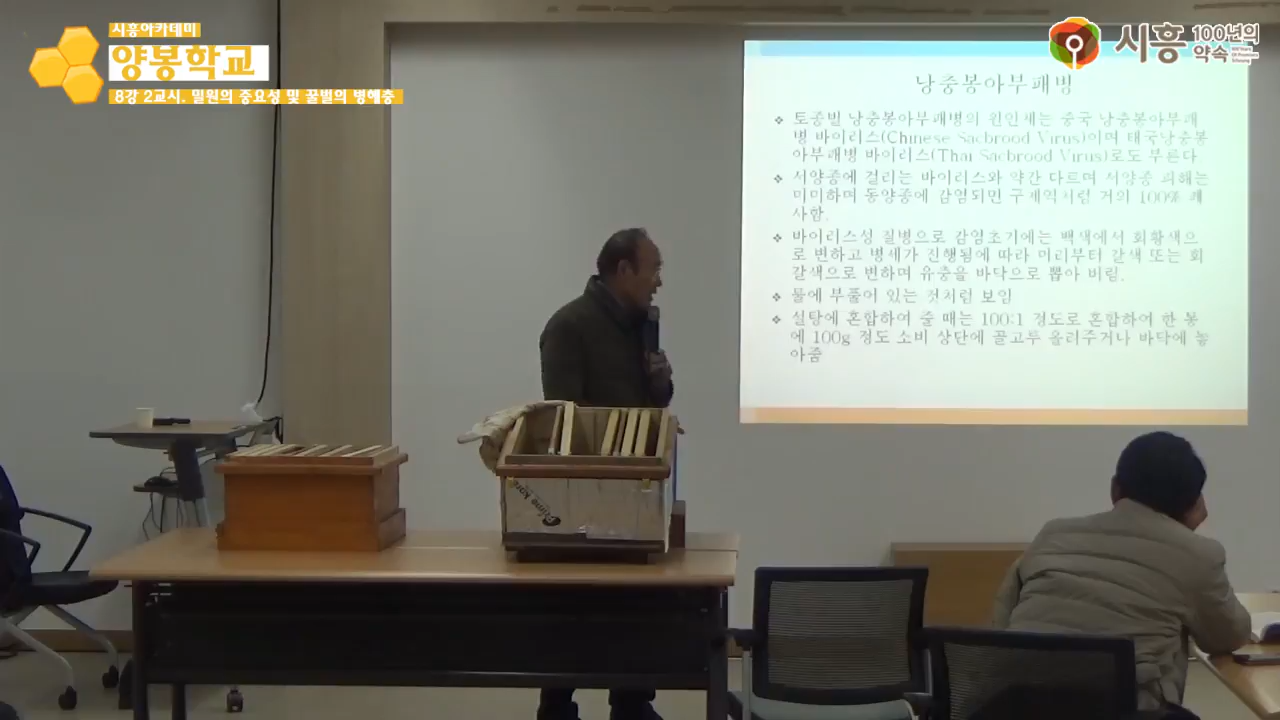 시흥아카데미
양봉학교
8강 2교시. 밀원의 중요성 및 꿀벌의 병해충
시흥 100년의 약속
낭충봉아부패병
❖ 토종벌 낭충봉아부패병의 원인체는 중국 낭충봉아부패
병 바이러스(Chinese Sacbrood Virus)이며 태국낭충봉
아부패병 바이러스(Thai Sacbrood Virus)로도 부른다
❖ 서양종에 걸리는 바이러스와 약간 다르며 서양종 피해는
미미하며 동양종에 감염되면 구제역처럼 거의 100% 폐
사함.
❖ 바이러스성 질병으로 감염초기에는 백색에서 회황색으
로 변하고 병세가 진행됨에 따라 머리부터 갈색 또는 회
갈색으로 변하며 유충을 바닥으로 뽑아 버림.
❖ 물에 부풀어 있는 것처럼 보임
❖ 설탕에 혼합하여 줄 때는 100:1 정도로 혼합하여 한 봉
에 100g 정도 소비 상단에 골고루 올려주거나 바닥에 놓
아줌
Prime